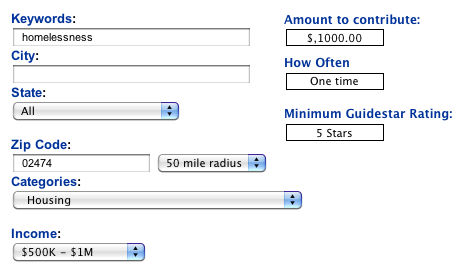 Keywords:
homelessness
City:
State:
All
Zip Code:
02474
50 mile radius
Categories:
Housing
Income:
$500K - $1M
Amount to contribute:
$,1000.00
How Often
One time
Minimum Guidestar Rating:
5 Stars